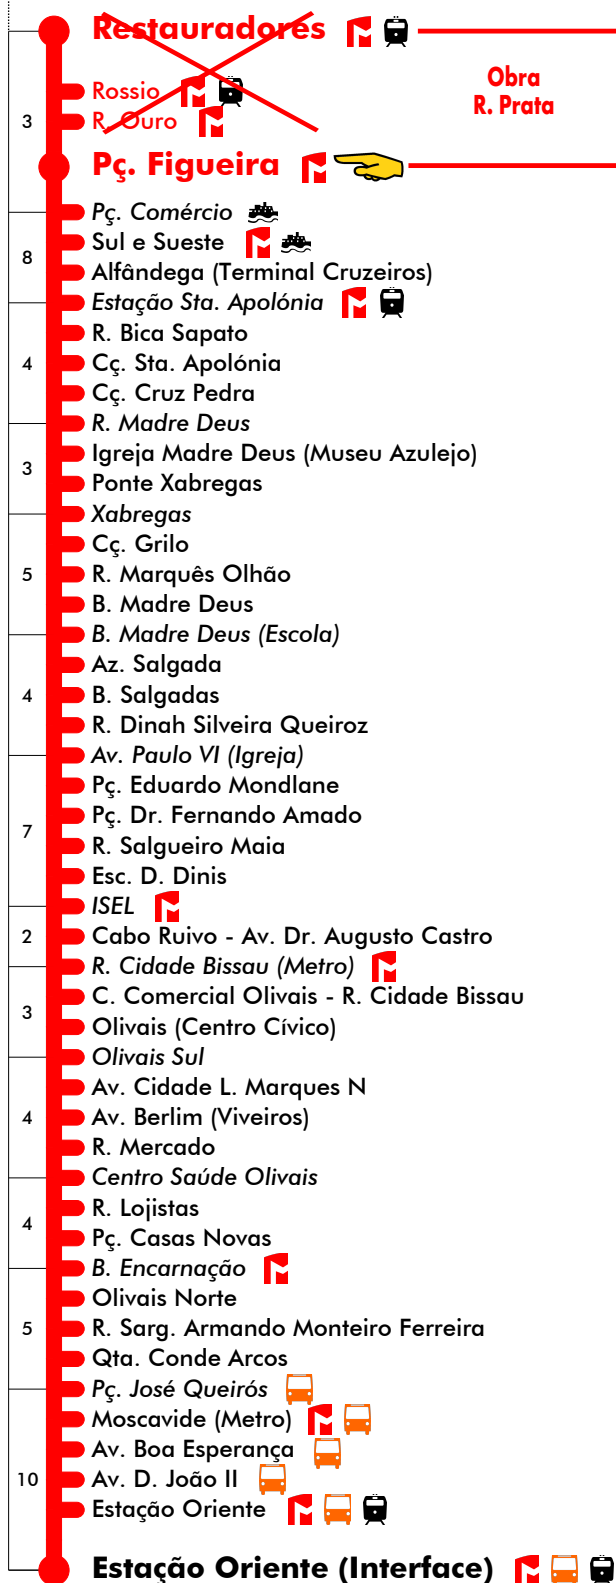 Restauradores
Rossio
3
R. Ouro
Obra
R. Prata
Pç. Figueira
Pç. Comércio
Sul e Sueste
8
Alfândega (Terminal Cruzeiros)
Estação Sta. Apolónia
R. Bica Sapato
4
Cç. Sta. Apolónia
Cç. Cruz Pedra
R. Madre Deus
3
Igreja Madre Deus (Museu Azulejo)
Ponte Xabregas
Xabregas
Cç. Grilo
5
R. Marquês Olhão
B. Madre Deus
B. Madre Deus (Escola)
Az. Salgada
4
B. Salgadas
R. Dinah Silveira Queiroz
Av. Paulo VI (Igreja)
Pç. Eduardo Mondlane
Pç. Dr. Fernando Amado
7
R. Salgueiro Maia
Esc. D. Dinis
ISEL
2
Cabo Ruivo - Av. Dr. Augusto Castro
R. Cidade Bissau (Metro)
C. Comercial Olivais - R. Cidade Bissau
3
Olivais (Centro Cívico)
Olivais Sul
Av. Cidade L. Marques N
4
Av. Berlim (Viveiros)
R. Mercado
Centro Saúde Olivais
R. Lojistas
4
Pç. Casas Novas
B. Encarnação
Olivais Norte
5
R. Sarg. Armando Monteiro Ferreira
Qta. Conde Arcos
Pç. José Queirós
Moscavide (Metro)
Av. Boa Esperança
10
Av. D. João II
Estação Oriente
Estação Oriente (Interface)